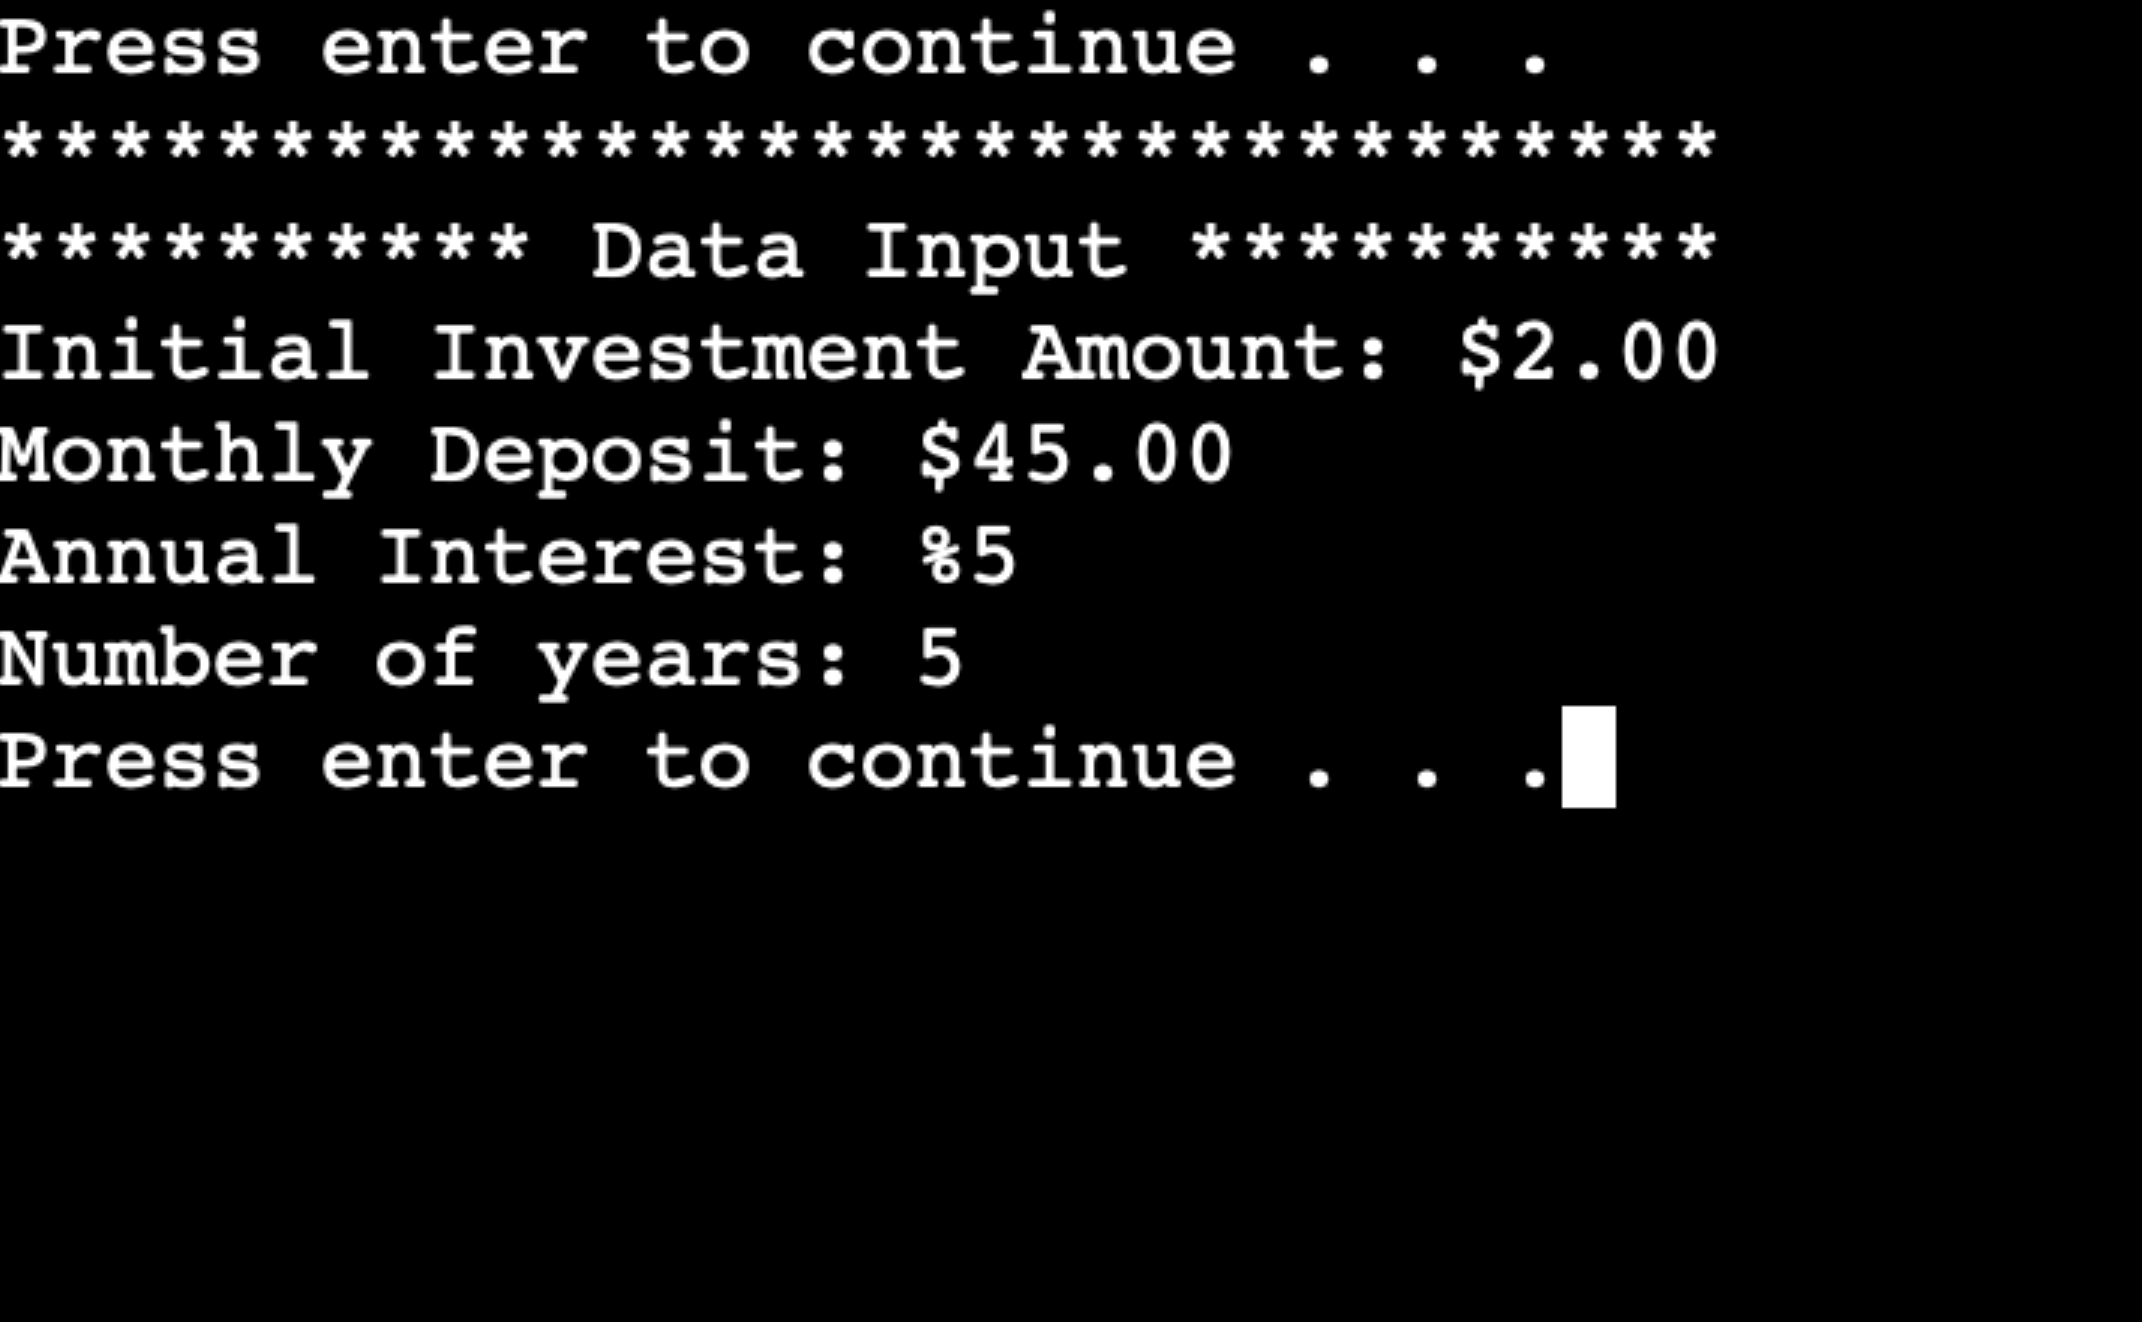 Press enter to continue . . .
********************************
********** Data Input **********
Initial Investment Amount: $2.00
Monthly Deposit: $45.00
Annual Interest: %5
Number of years: 5
Press enter to continue . . .